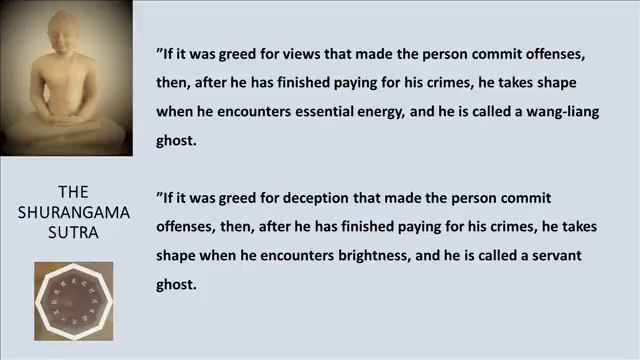 ”If it was greed for views that made the person commit offenses,
then, after he has finished paying for his crimes, he takes shape
when he encounters essential energy, and he is called a wang-liang
ghost.
”If it was greed for deception that made the person commit
offenses, then, after he has finished paying for his crimes, he takes
shape when he encounters brightness, and he is called a servant
ghost.
THE
SHURANGAMA
SUTRA